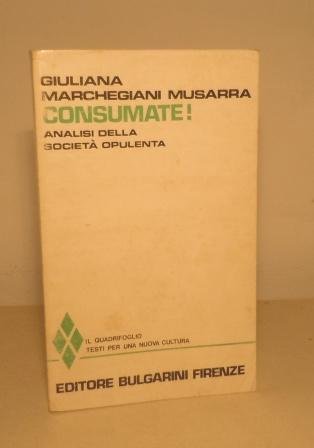 GIULIANA
MARCHEGIANI MUSARRA
CONSUMATE!
ANALISI DELLA
SOCIETÀ OPULENTA
IL QUADRIFOGLIO
TESTI PER UNA NUOVA CULTURA
EDITORE BULGARINI FIRENZE